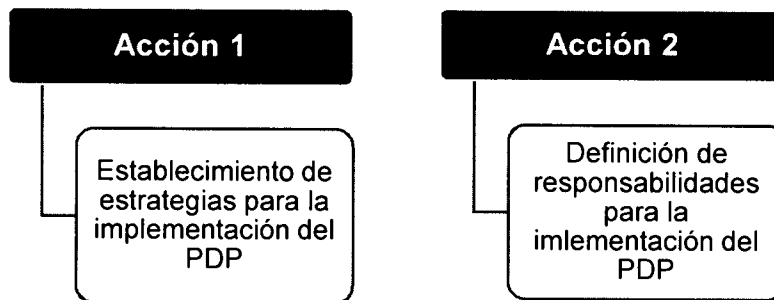 Acción 1
Establecimiento de
estrategias para la
implementación del
PDP
Acción 2
Definición de
responsabilidades
para la
imlementación del
PDP